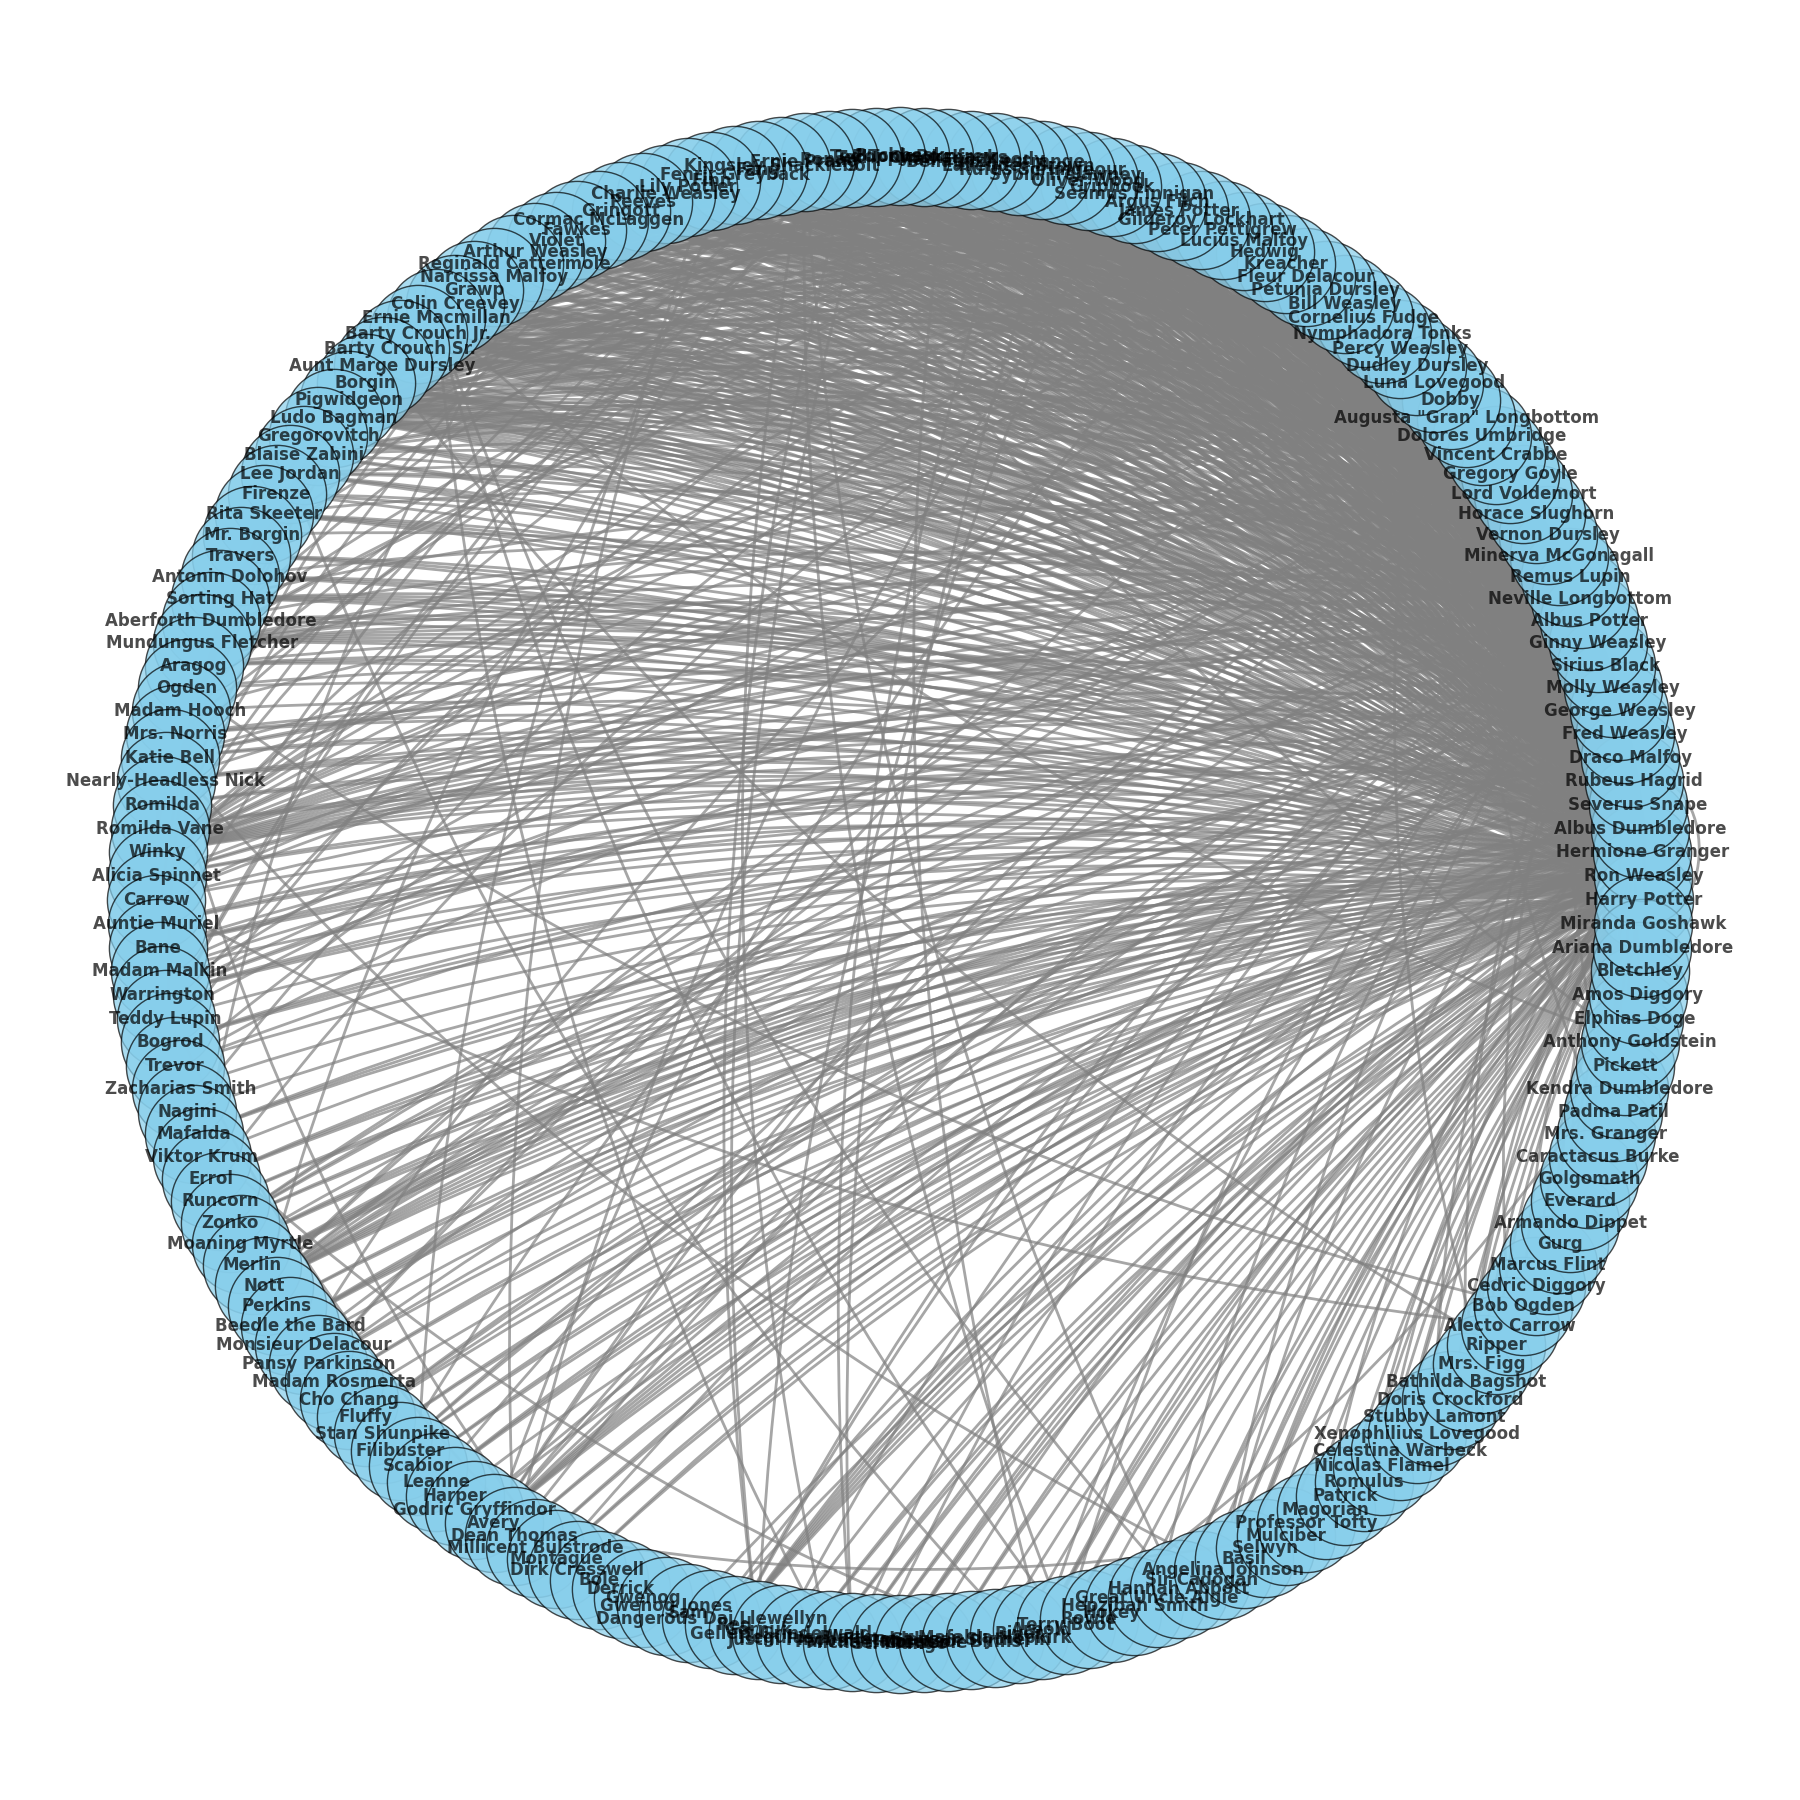 Kingsley Shacklebolt
Fenrir Greyback
Lily Potter
Charlie Weasley
Peeves
Gringott
Cormac McLaggen
Fawkes
Violet
Arthur Weasley
Reginald Cattermole
Narcissa Malfoy
Grawp
Colin Creevey
Ernie Macmillan
Barty Crouch Jr.
Barty Crouch Sr.
Aunt Marge Dursley
Borgin
Pigwidgeon
Ludo Bagman
Gregorovitch
Blaise Zabini
Lee Jordan
Firenze
Rita Skeeter
Mr. Borgin
Travers
Antonin Dolohov
Sorting Hat
Aberforth Dumbledore
Mundungus Fletcher
Aragog
Ogden
Madam Hooch
Mrs. Norris
Katie Bell
Nearly-Headless Nick
Romilda
Romilda Vane
Winky
Alicia Spinnet
Carrow
Auntie Muriel
Bane
Madam Malkin
Warrington
Teddy Lupin
Bogrod
Trevor
Zacharias Smith
Nagini
Mafalda
Viktor Krum
Errol
Runcorn
Zonko
Moaning Myrtle
Merlin
Nott
Perkins
Beedle the Bard
Monsieur Delacour
Pansy Parkinson
Madam Rosmerta
Cho Chang
Fluffy
Stan Shunpike
Filibuster
Scabior
Leanne
Harper
Godric Gryffindor
Avery
Dean Thomas
Millicent Bulstrode
Montague
Dirk Cresswell
Bole
Derrick
Gwenog
Gwenog Jones
Dangerous Dai Llewellyn
Oliver Wood
Griphook
Seamus Finnigan
Argus Filch
James Potter
Gilderoy Lockhart
Peter Pettigrew
Lucius Malfoy
Hedwig
Kreacher
Fleur Delacour
Petunia Dursley
Bill Weasley
Cornelius Fudge
Nymphadora Tonks
Percy Weasley
Dudley Dursley
Luna Lovegood
Dobby
Augusta "Gran" Longbottom
Dolores Umbridge
Vincent Crabbe
Gregory Goyle
Lord Voldemort
Horace Slughorn
Vernon Dursley
Minerva McGonagall
Remus Lupin
Neville Longbottom
Albus Potter
Ginny Weasley
Sirius Black
Molly Weasley
George Weasley
Fred Weasley
Draco Malfoy
Rubeus Hagrid
Severus Snape
Albus Dumbledore
Hermione Granger
Ron Weasley
Harry Potter
Miranda Goshawk
Ariana Dumbledore
Bletchley
Amos Diggory
Elphias Doge
Anthony Goldstein
Pickett
Kendra Dumbledore
Padma Patil
Mrs. Granger
Caractacus Burke
Golgomath
Everard
Armando Dippet
Gurg
Marcus Flint
Cedric Diggory
Bob Ogden
Alecto Carrow
Ripper
Mrs. Figg
Bathilda Bagshot
Doris Crockford
Stubby Lamont
Xenophilius Lovegood
Celestina Warbeck
Nicolas Flamel
Romulus
Patrick
Magorian
Professor Tofty
Mulciber
Selwyn
Basil
Angelina Johnson
Sir Cadogan
Hannah Abbott
Great Uncle Algie
Hepzibah Smith
Hokey
Terry Boot